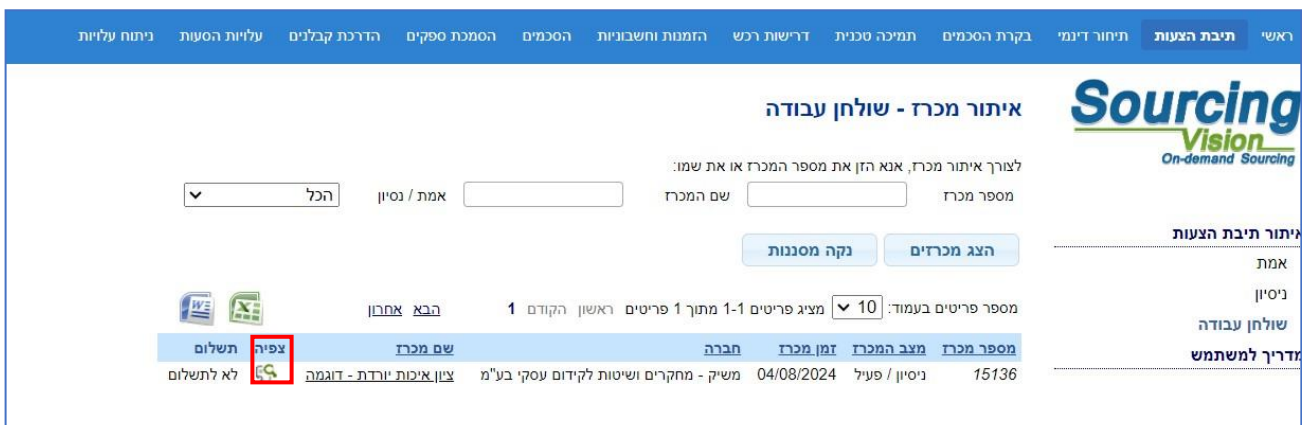 ראשי תיבת הצעות תיחור דינמי בקרת הסכמים תמיכה טכנית דרישות רכש הזמנות וחשבוניות הסכמים הסמכת ספקים הדרכת קבלנים עלויות הסעות ניתוח עלויות
Sourcing
Vision
On-demand Sourcing
איתור תיבת הצעות
אמת
ניסיון
שולחן עבודה
מדריך למשתמש
איתור מכרז - שולחן עבודה
לצורך איתור מכרז, אנא הזן את מספר המכרז או את שמו:
מספר מכרז שם המכרז אמת / נסיון הכל
הצג מכרזים נקה מסננות
מספר פריטים בעמוד: 10 מציג פריטים 1-1 מתוך 1 פריטים ראשון הקודם 1 הבא אחרון
מספר מכרז מצב המכרז זמן מכרז חברה שם מכרז צפיה תשלום
15136 ניסיון / פעיל 04/08/2024 משיק - מחקרים ושיטות לקידום עסקי בע"מ ציון איכות יורדת - דוגמה לא לתשלום